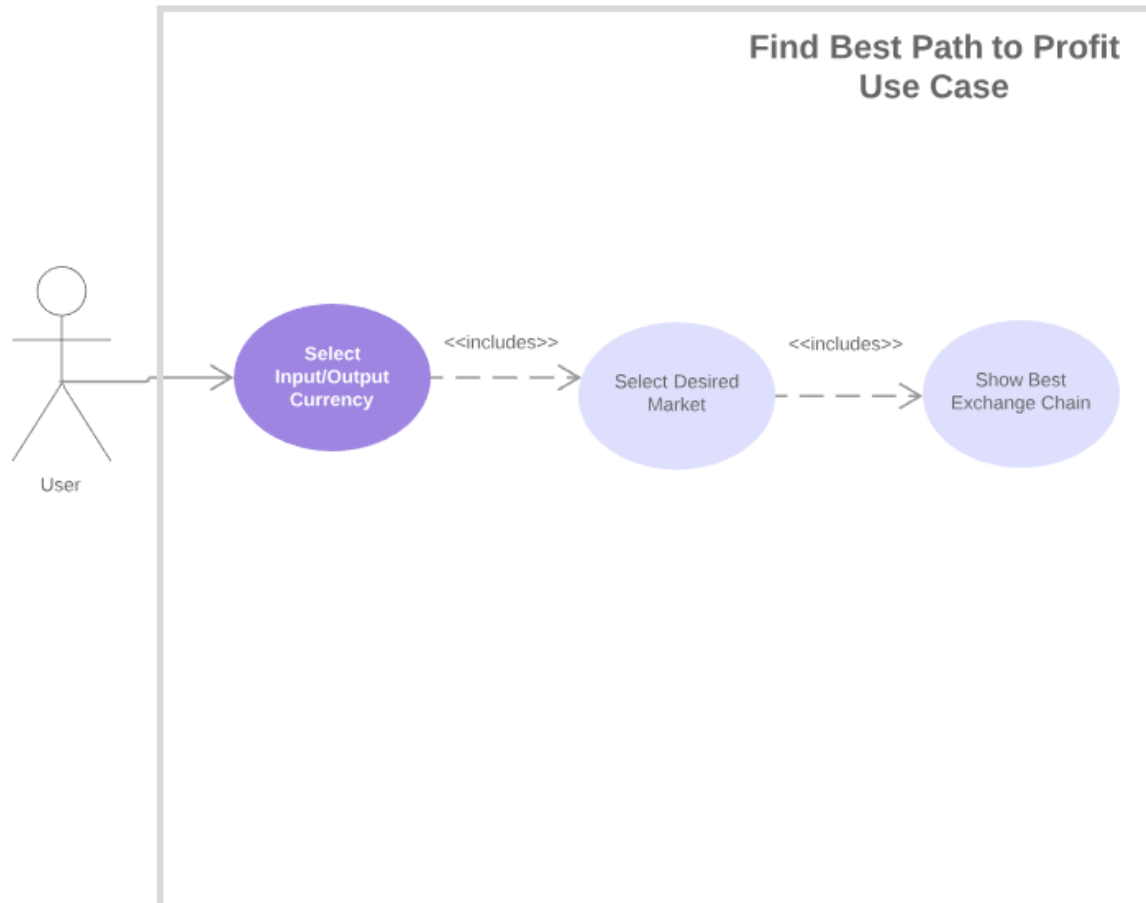 Find Best Path to Profit
Use Case
Select
Input/Output
Currency
<<includes>>
Select Desired
Market
<<includes>>
Show Best
Exchange Chain
User